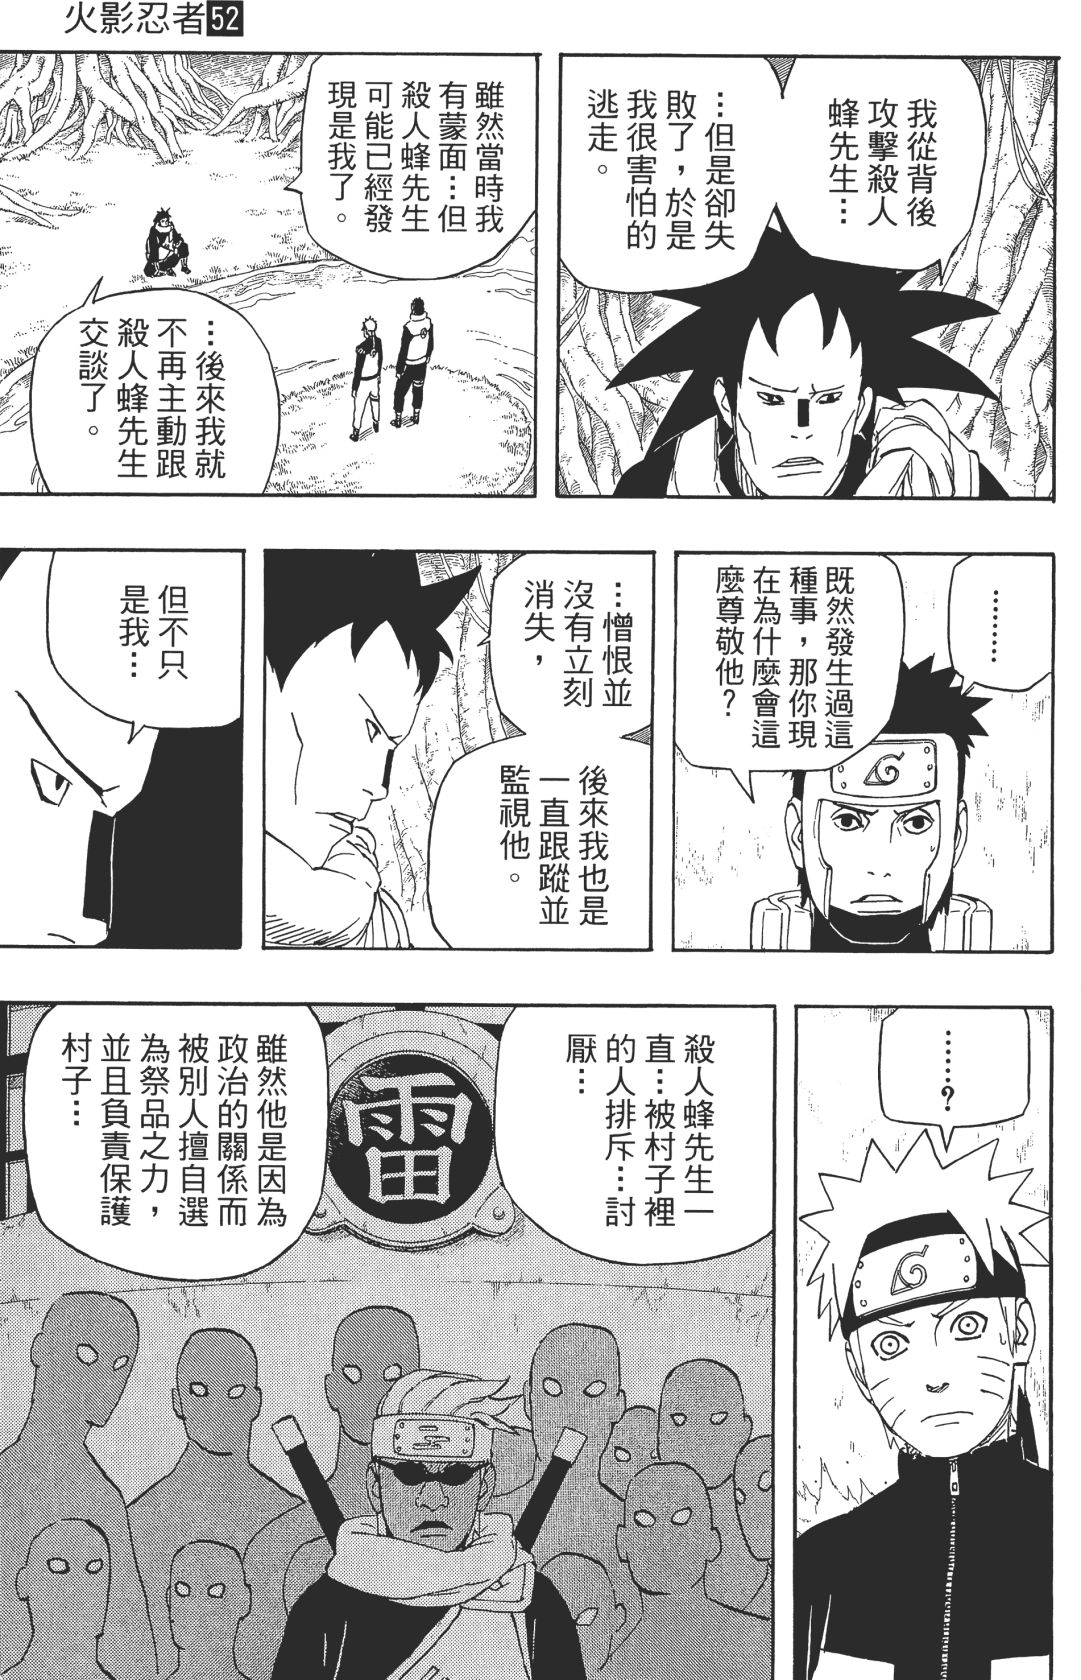 火影忍者52
我從背後
攻擊殺人
蜂先生…
…但是卻失
敗了，於是
我很害怕的
逃走。
雖然當時我
有蒙面…但
殺人蜂先生
可能已經發
現是我了。
…後來我就
不再主動跟
殺人蜂先生
交談了。
………
既然發生過這
種事，那你現
在為什麼會這
麼尊敬他？
…憎恨並
沒有立刻
消失，
後來我也是
一直跟蹤並
監視他。
但不只
是我…
………？
殺人蜂先生一
直…被村子裡
的人排斥…討
厭…
雷
雖然他是因為
政治的關係而
被別人擅自選
為祭品之力，
並且負責保護
村子…